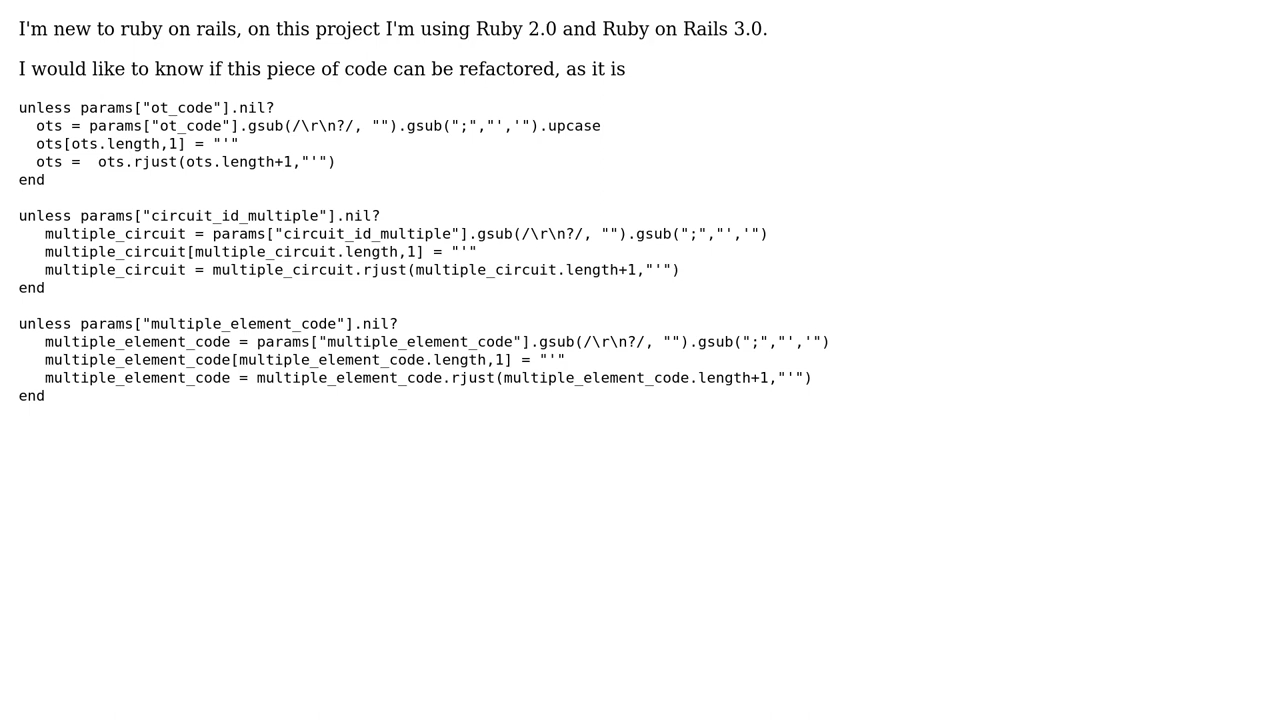 I'm new to ruby on rails, on this project I'm using Ruby 2.0 and Ruby on Rails 3.0.
I would like to know if this piece of code can be refactored, as it is
unless params["ot_code"].nil?
  ots = params["ot_code"].gsub(/\r\n?/, "").gsub(";","','").upcase
  ots[ots.length,1] = "'"
  ots =  ots.rjust(ots.length+1,"'")
end

unless params["circuit_id_multiple"].nil?
   multiple_circuit = params["circuit_id_multiple"].gsub(/\r\n?/, "").gsub(";","','")
   multiple_circuit[multiple_circuit.length,1] = "'"
   multiple_circuit = multiple_circuit.rjust(multiple_circuit.length+1,"'")
end

unless params["multiple_element_code"].nil?
   multiple_element_code = params["multiple_element_code"].gsub(/\r\n?/, "").gsub(";","','")
   multiple_element_code[multiple_element_code.length,1] = "'"
   multiple_element_code = multiple_element_code.rjust(multiple_element_code.length+1,"'")
end